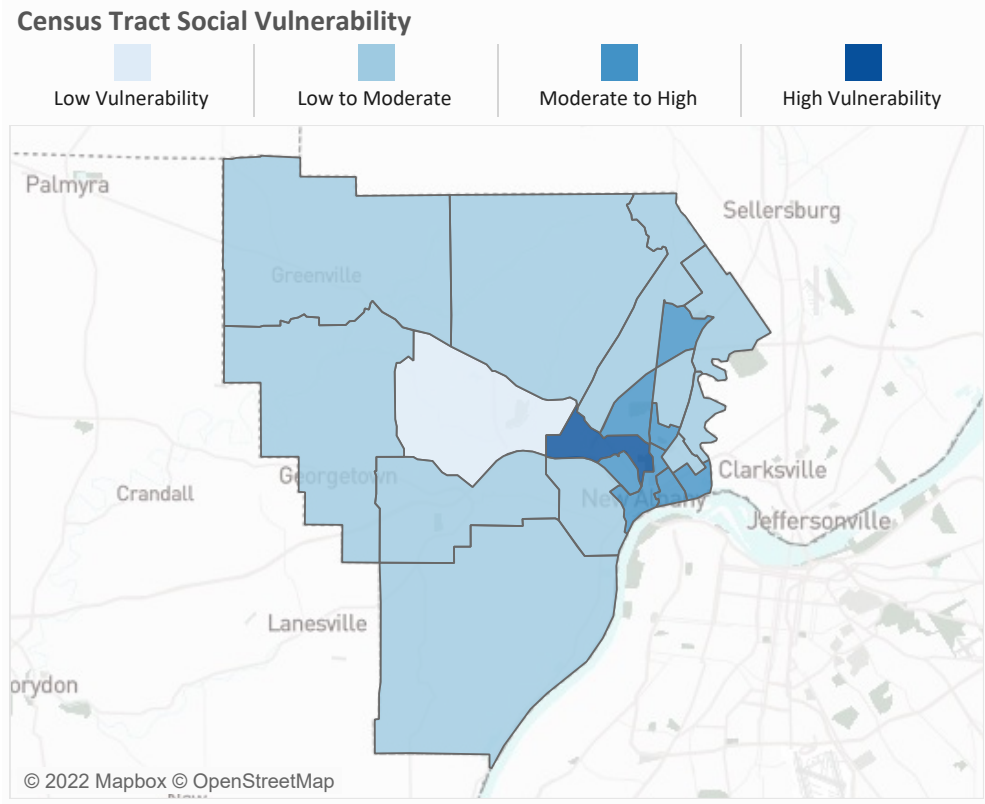 Census Tract Social Vulnerability
Low Vulnerability
Low to Moderate
Moderate to High
High Vulnerability
Palmyra
Sellersburg
Greenville
Georgetown
Clarksville
Crandall
New Albany
Jeffersonville
Lanesville
orydon
© 2022 Mapbox © OpenStreetMap